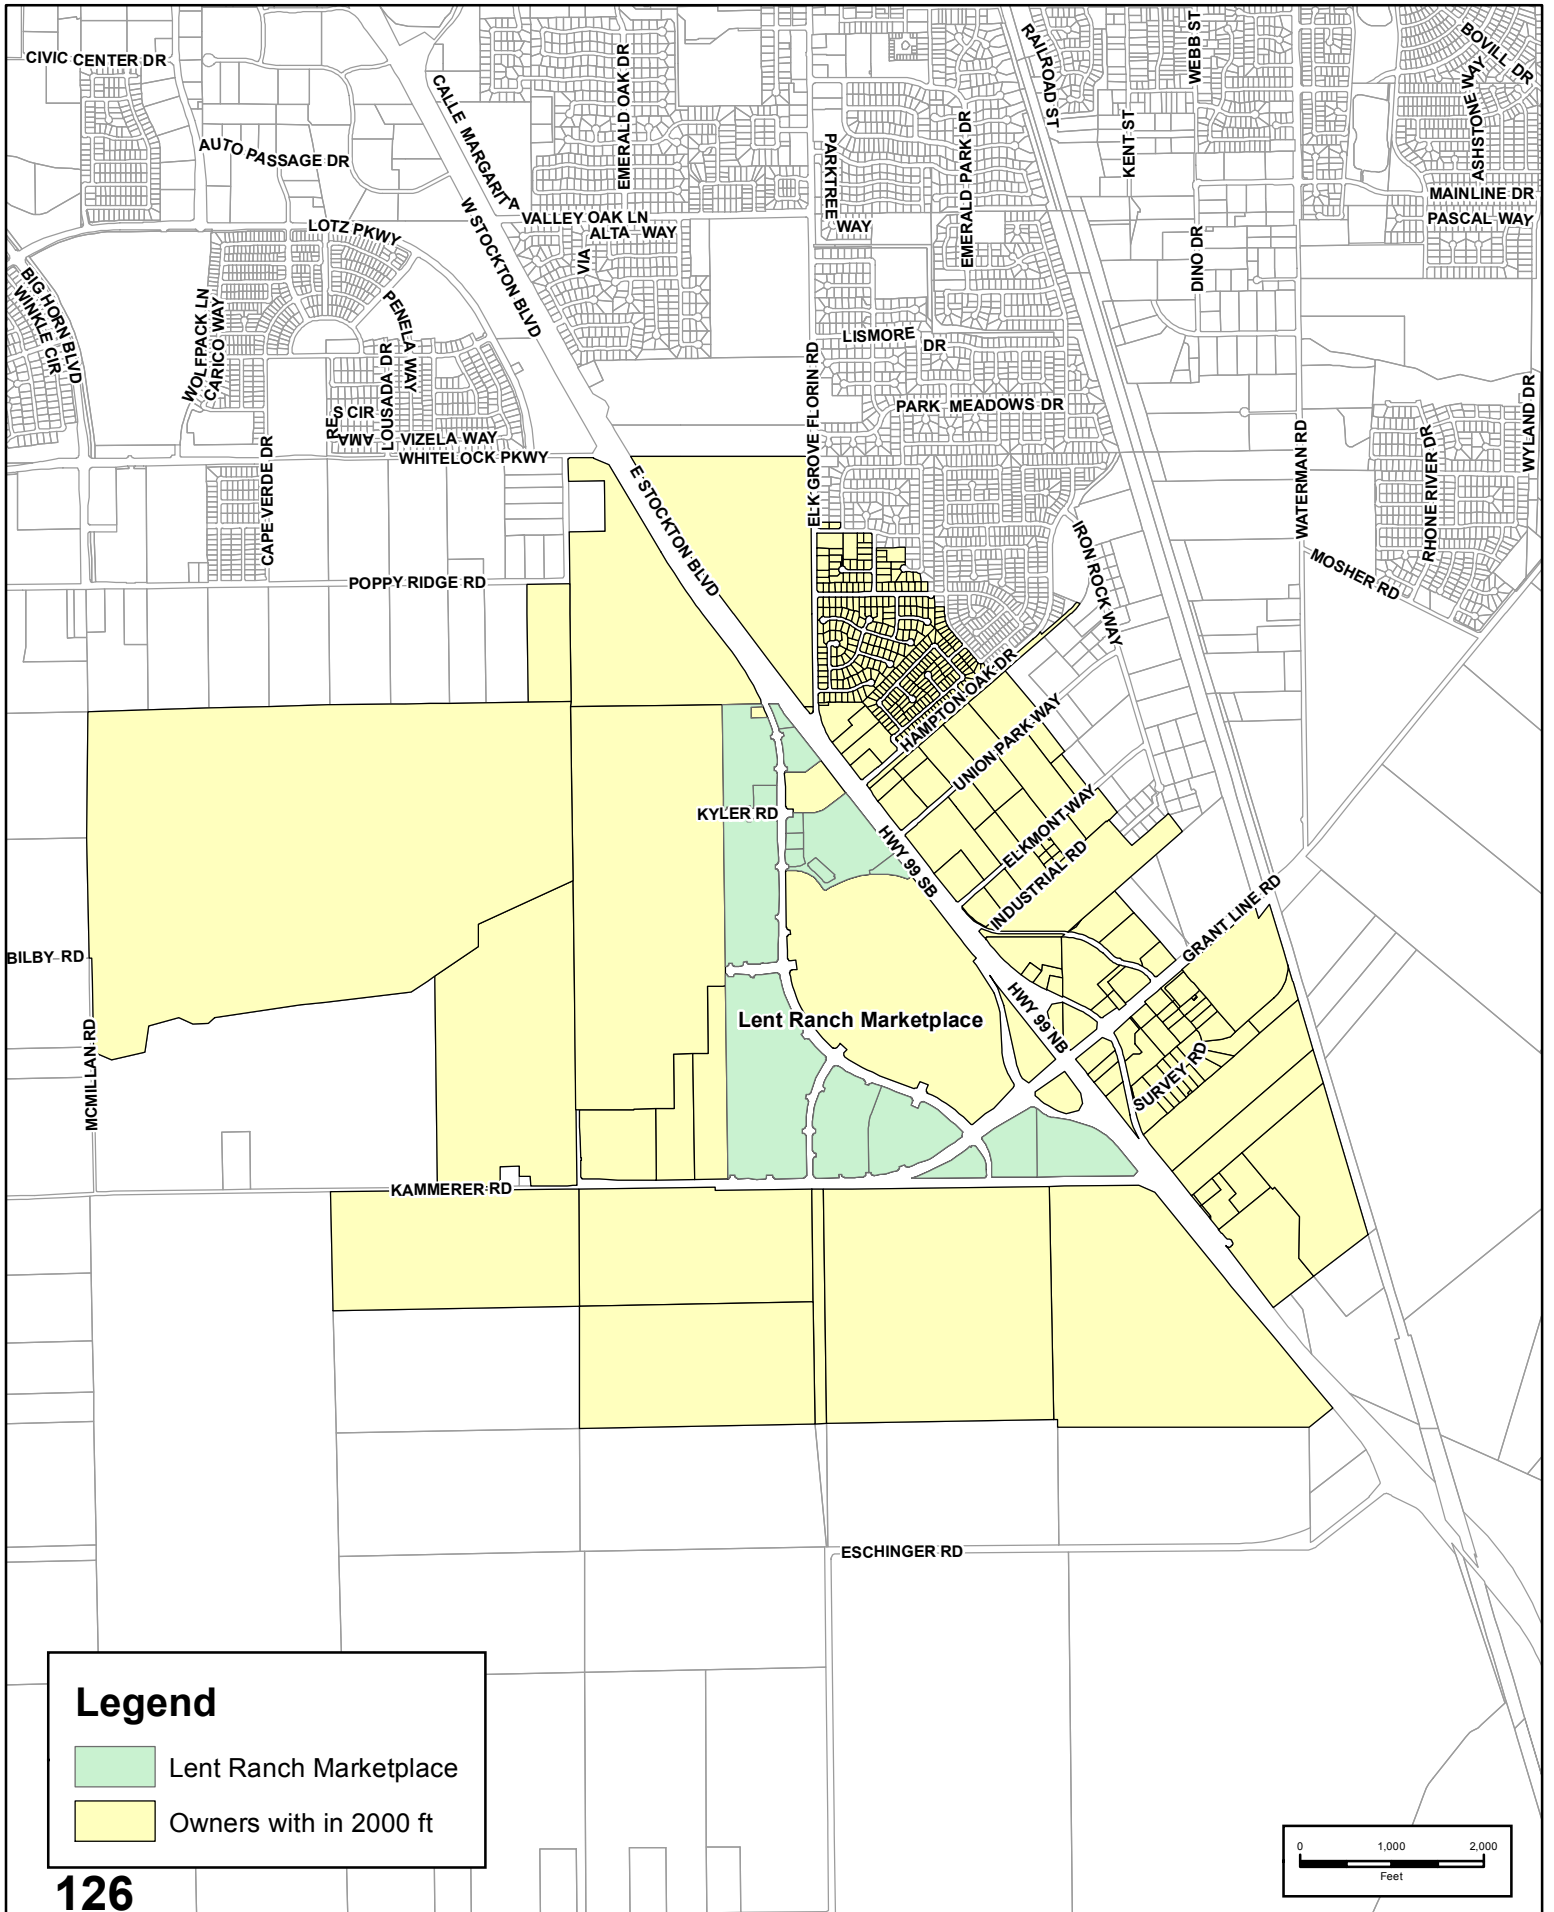 CIVIC CENTER DR
AUTO PASSAGE DR
CALLE MARGARITA
EMERALD OAK DR
PARKTREE
WAY
EMERALD PARK DR
RAILROAD ST
KENT ST
WEBB ST
BOVILL DR
ASHSTONE WAY
MAINLINE DR
PASCAL WAY
LOTZ PKWY
W STOCKTON BLVD
VALLEY OAK LN
VIA
ALTA WAY
DINO DR
BIG HORN BLVD
WINKLE CIR
WOLFPACK LN
CARICO WAY
PENELA WAY
LOUSADA DR
LISMORE
DR
ELK GROVE FLORIN RD
PARK MEADOWS DR
WATERMAN RD
RHONE RIVER DR
WYLAND DR
S CIR
RE
AMA
VIZELA WAY
WHITELOCK PKWY
CAPE VERDE DR
E STOCKTON BLVD
IRON ROCK WAY
MOSHER RD
POPPY RIDGE RD
HAMPTON OAK DR
UNION PARK WAY
KYLER RD
HWY 99 SB
ELKMONT WAY
INDUSTRIAL RD
GRANT LINE RD
BILBY RD
HWY 99 NB
Lent Ranch Marketplace
MCMILLAN RD
SURVEY RD
KAMMERER RD
ESCHINGER RD
Legend
Lent Ranch Marketplace
Owners with in 2000 ft
0 1,000 2,000
Feet
126